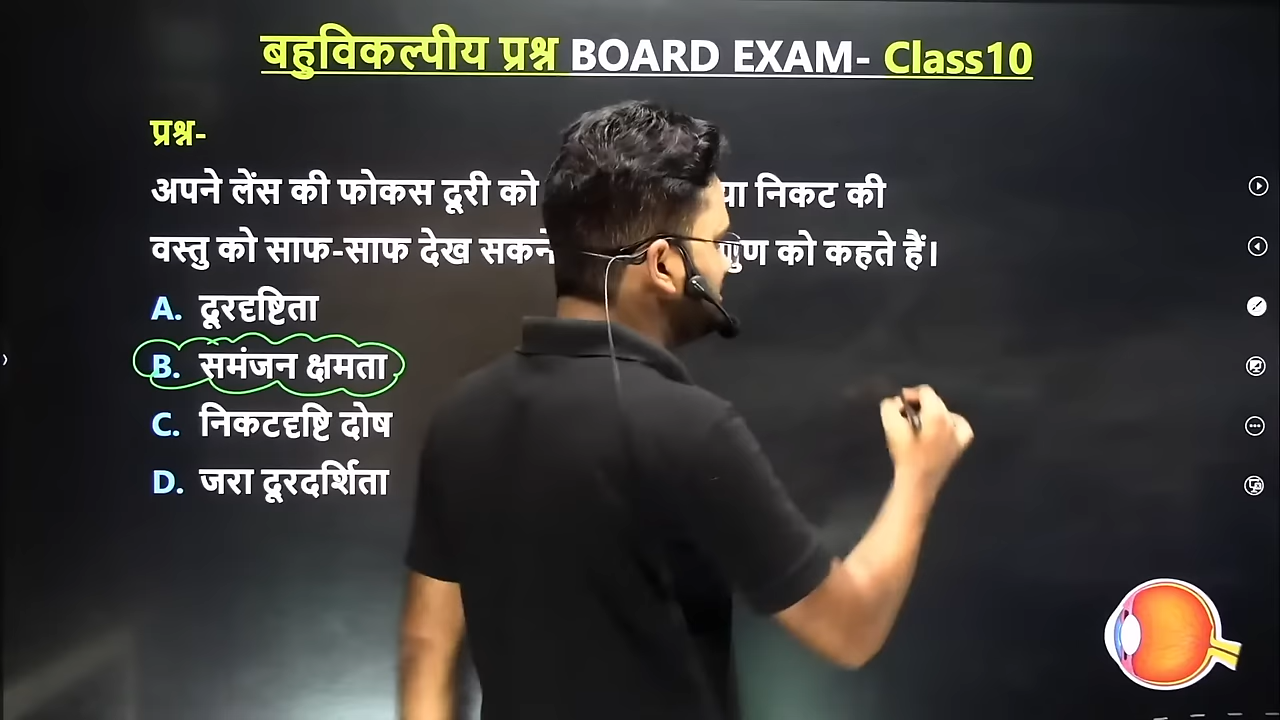 बहुविकल्पीय प्रश्न BOARD EXAM- Class10
प्रश्न-
अपने लेंस की फोकस दूरी को निकट की
वस्तु को साफ-साफ देख को कहते हैं।
A. दूरदृष्टिता
B. समंजन क्षमता
C. निकटदृष्टि दोष
D. जरा दूरदर्शिता